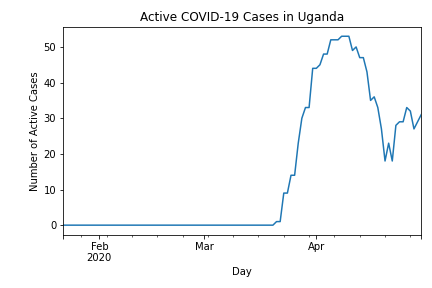 Active COVID-19 Cases in Uganda
Number of Active Cases
50
40
30
20
10
0
Feb
2020
Mar
Apr
Day